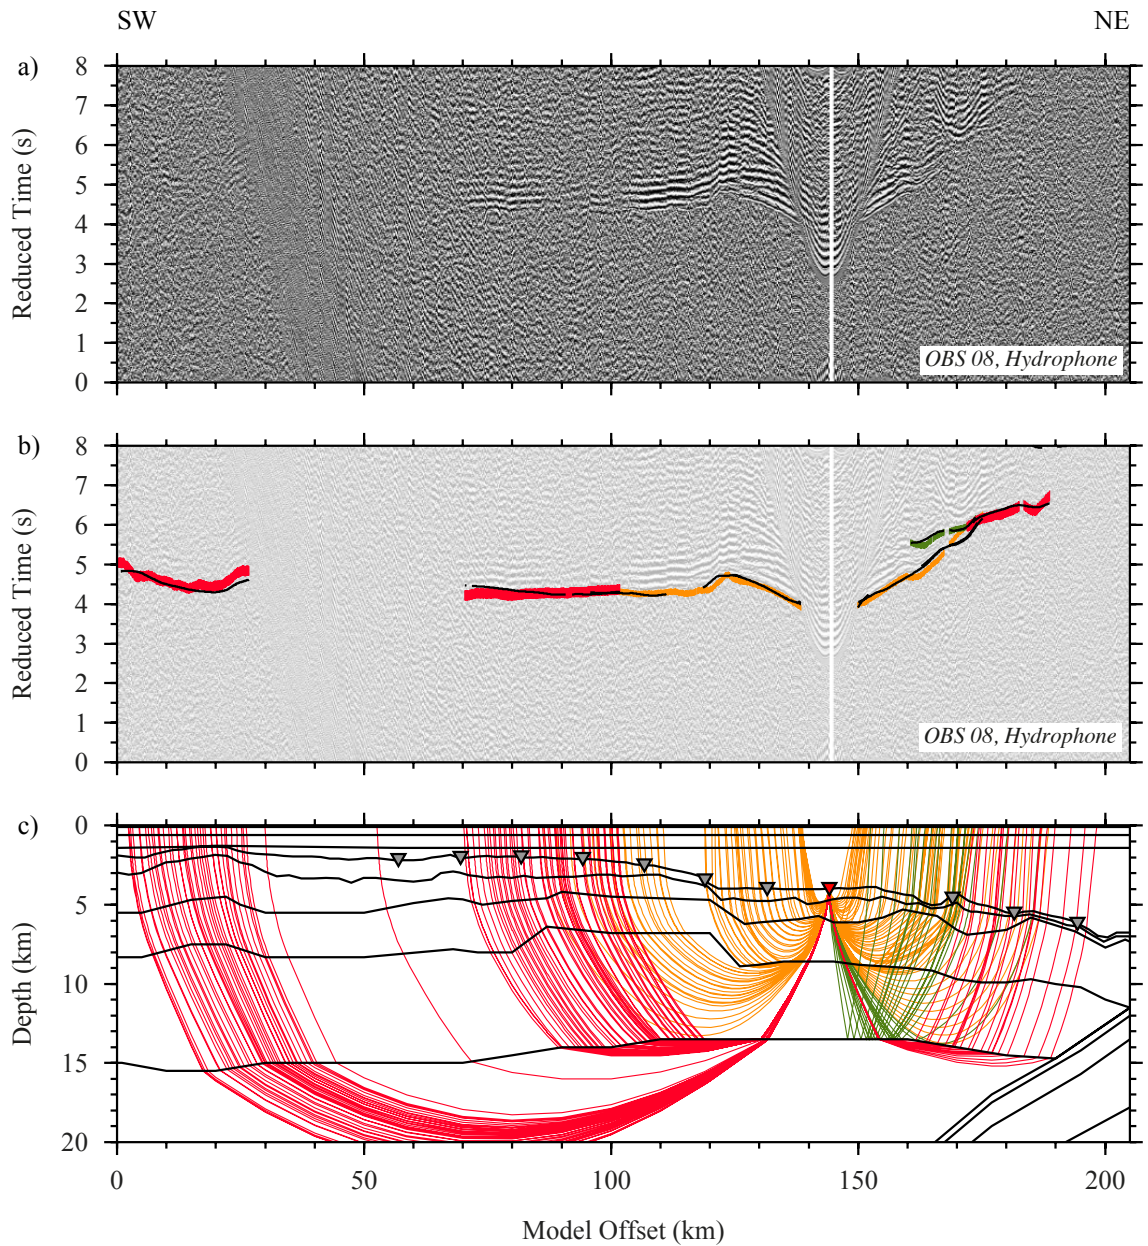 SW NE
a)
8
7
6
5
4
3
2
1
0
Reduced Time (s)
OBS 08, Hydrophone
b)
8
7
6
5
4
3
2
1
0
Reduced Time (s)
OBS 08, Hydrophone
c)
0
5
10
15
20
Depth (km)
0 50 100 150 200
Model Offset (km)